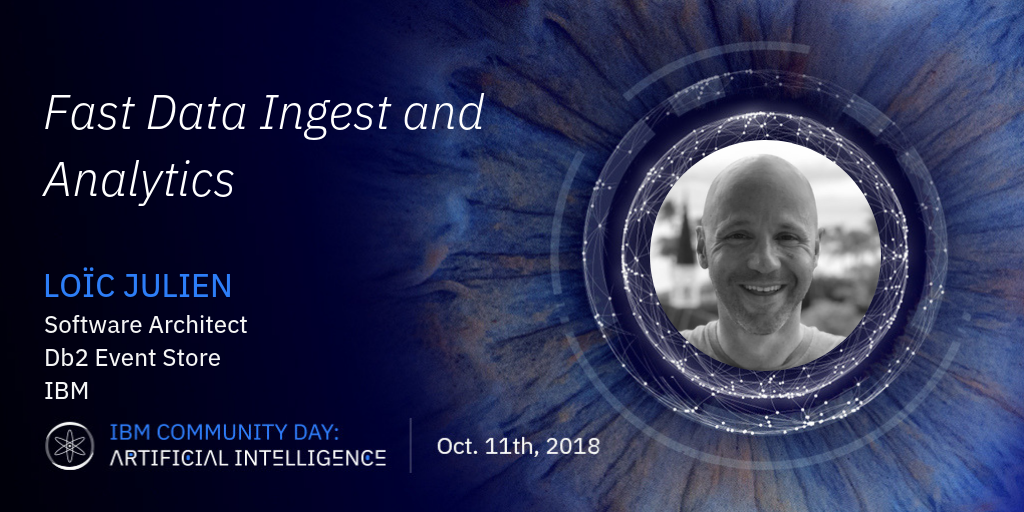 Fast Data Ingest and
Analytics
LOÏC JULIEN
Software Architect
Db2 Event Store
IBM
IBM COMMUNITY DAY:
ARTIFICIAL INTELLIGENCE
Oct. 11th, 2018